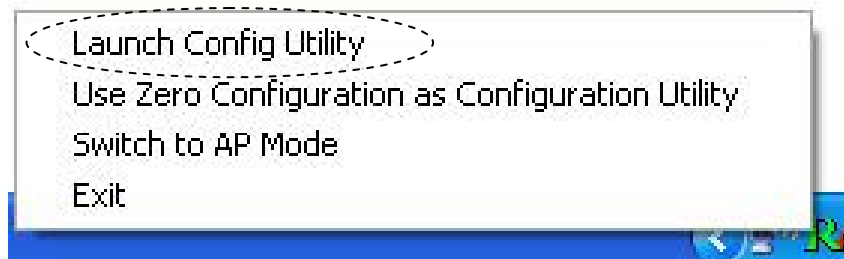 Launch Config Utility
Use Zero Configuration as Configuration Utility
Switch to AP Mode
Exit
R